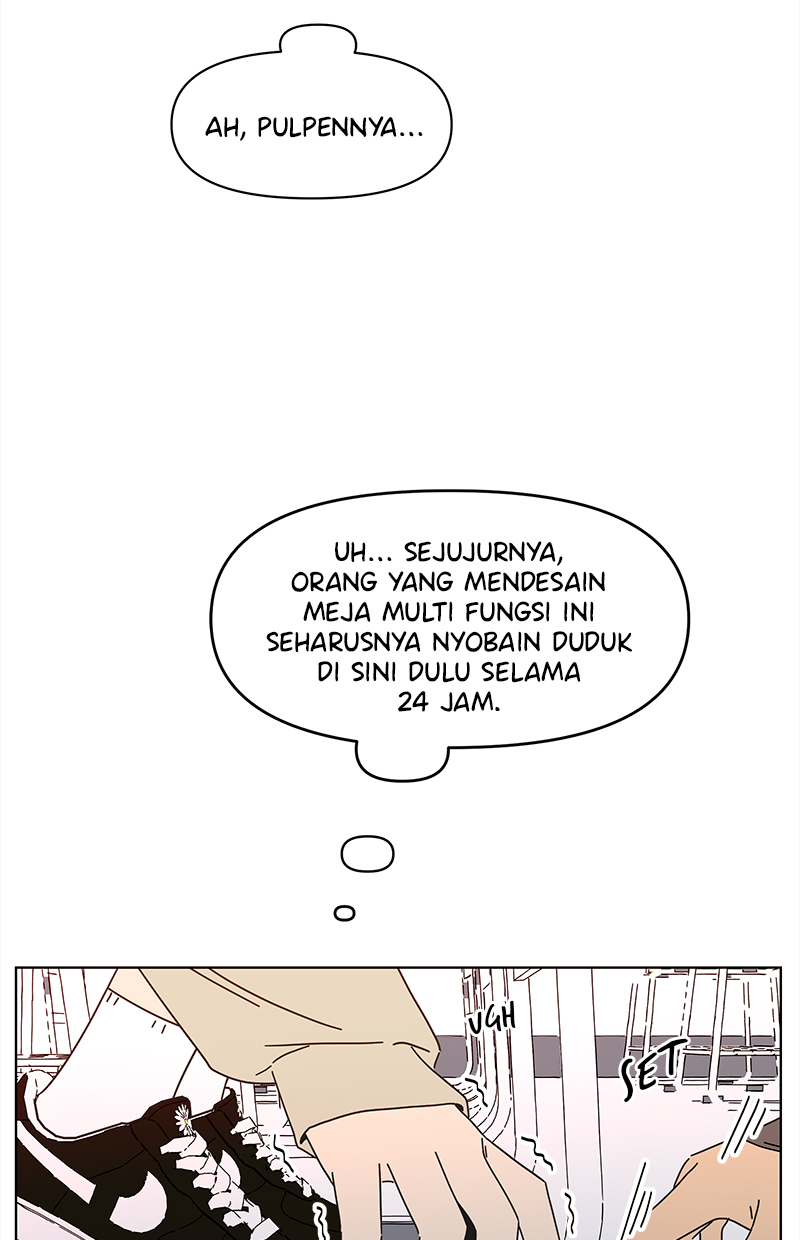 AH, PULPENNYA...
UH... SEJUJURNYA,
ORANG YANG MENDESAIN
MEJA MULTI FUNGSI INI
SEHARUSNYA NYOBAIN DUDUK
DI SINI DULU SELAMA
24 JAM.
UGH
SET